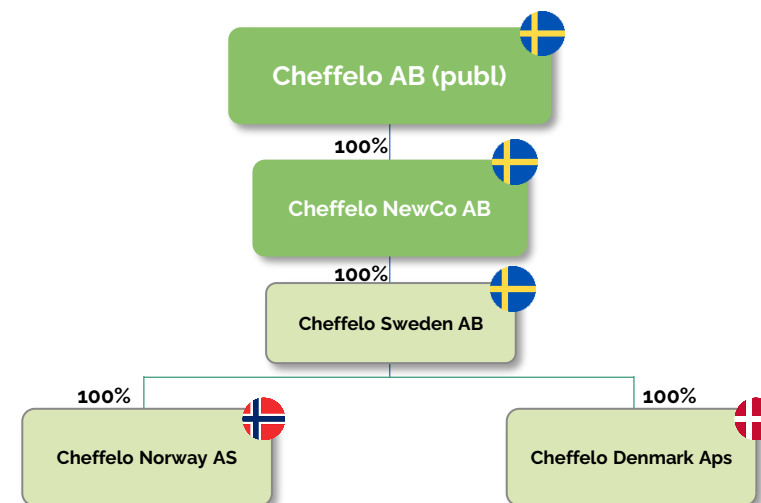 Cheffelo AB (publ)
100%
Cheffelo NewCo AB
100%
Cheffelo Sweden AB
100%
100%
Cheffelo Norway AS
Cheffelo Denmark Aps